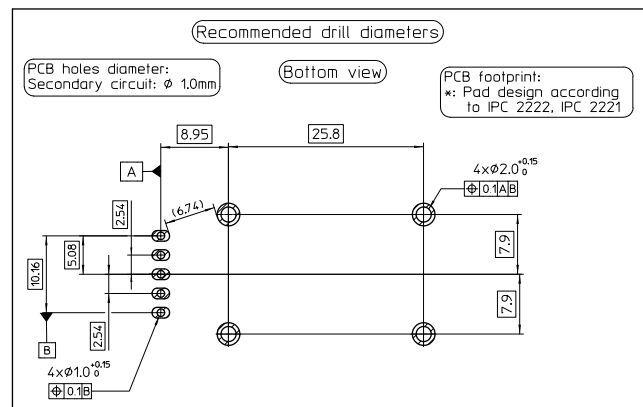 Recommended drill diameters
PCB holes diameter:
Secondary circuit: ϕ 1.0mm
Bottom view
PCB footprint:
*: Pad design according
to IPC 2222, IPC 2221
8.95
25.8
A
4xϕ2.0 +0.15 0
⌖ 0.1 A B
(6.74)
2.54
5.08
10.16
7.9
7.9
2.54
B
4xϕ1.0 +0.15 0
⌖ 0.1 B